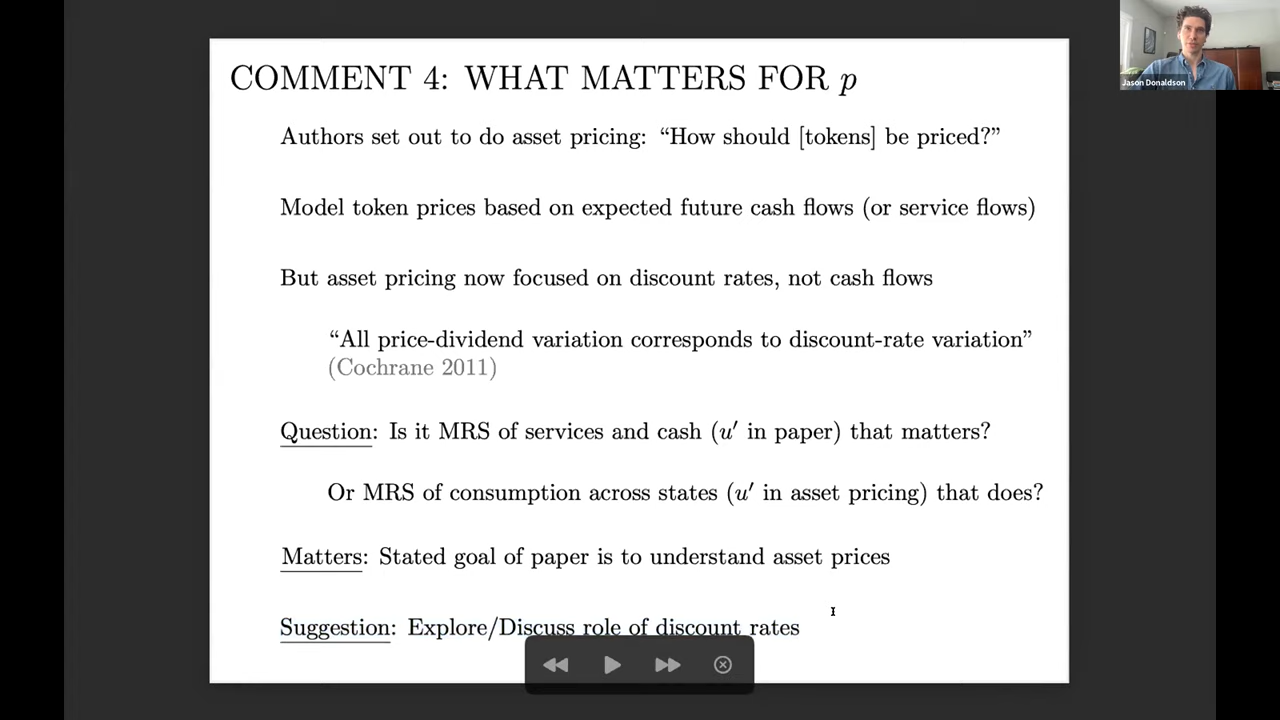 COMMENT 4: WHAT MATTERS FOR p
Authors set out to do asset pricing: “How should [tokens] be priced?”
Model token prices based on expected future cash flows (or service flows)
But asset pricing now focused on discount rates, not cash flows
“All price-dividend variation corresponds to discount-rate variation”
(Cochrane 2011)
Question: Is it MRS of services and cash (u′ in paper) that matters?
Or MRS of consumption across states (u′ in asset pricing) that does?
Matters: Stated goal of paper is to understand asset prices
Suggestion: Explore/Discuss role of discount rates
Jason Donaldson